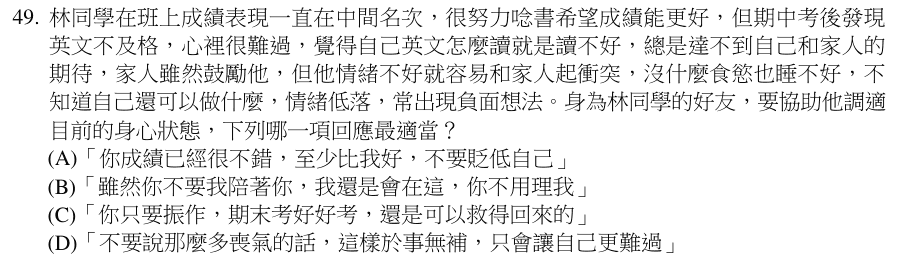 49. 林同學在班上成績表現一直在中間名次，很努力唸書希望成績能更好，但期中考後發現
英文不及格，心裡很難過，覺得自己英文怎麼讀就是讀不好，總是達不到自己和家人的
期待，家人雖然鼓勵他，但他情緒不好就容易和家人起衝突，沒什麼食慾也睡不好，不
知道自己還可以做什麼，情緒低落，常出現負面想法。身為林同學的好友，要協助他調適
目前的身心狀態，下列哪一項回應最適當？
(A)「你成績已經很不錯，至少比我好，不要貶低自己」
(B)「雖然你不要我陪著你，我還是會在這，你不用理我」
(C)「你只要振作，期末考好好考，還是可以救得回來的」
(D)「不要說那麼多喪氣的話，這樣於事無補，只會讓自己更難過」